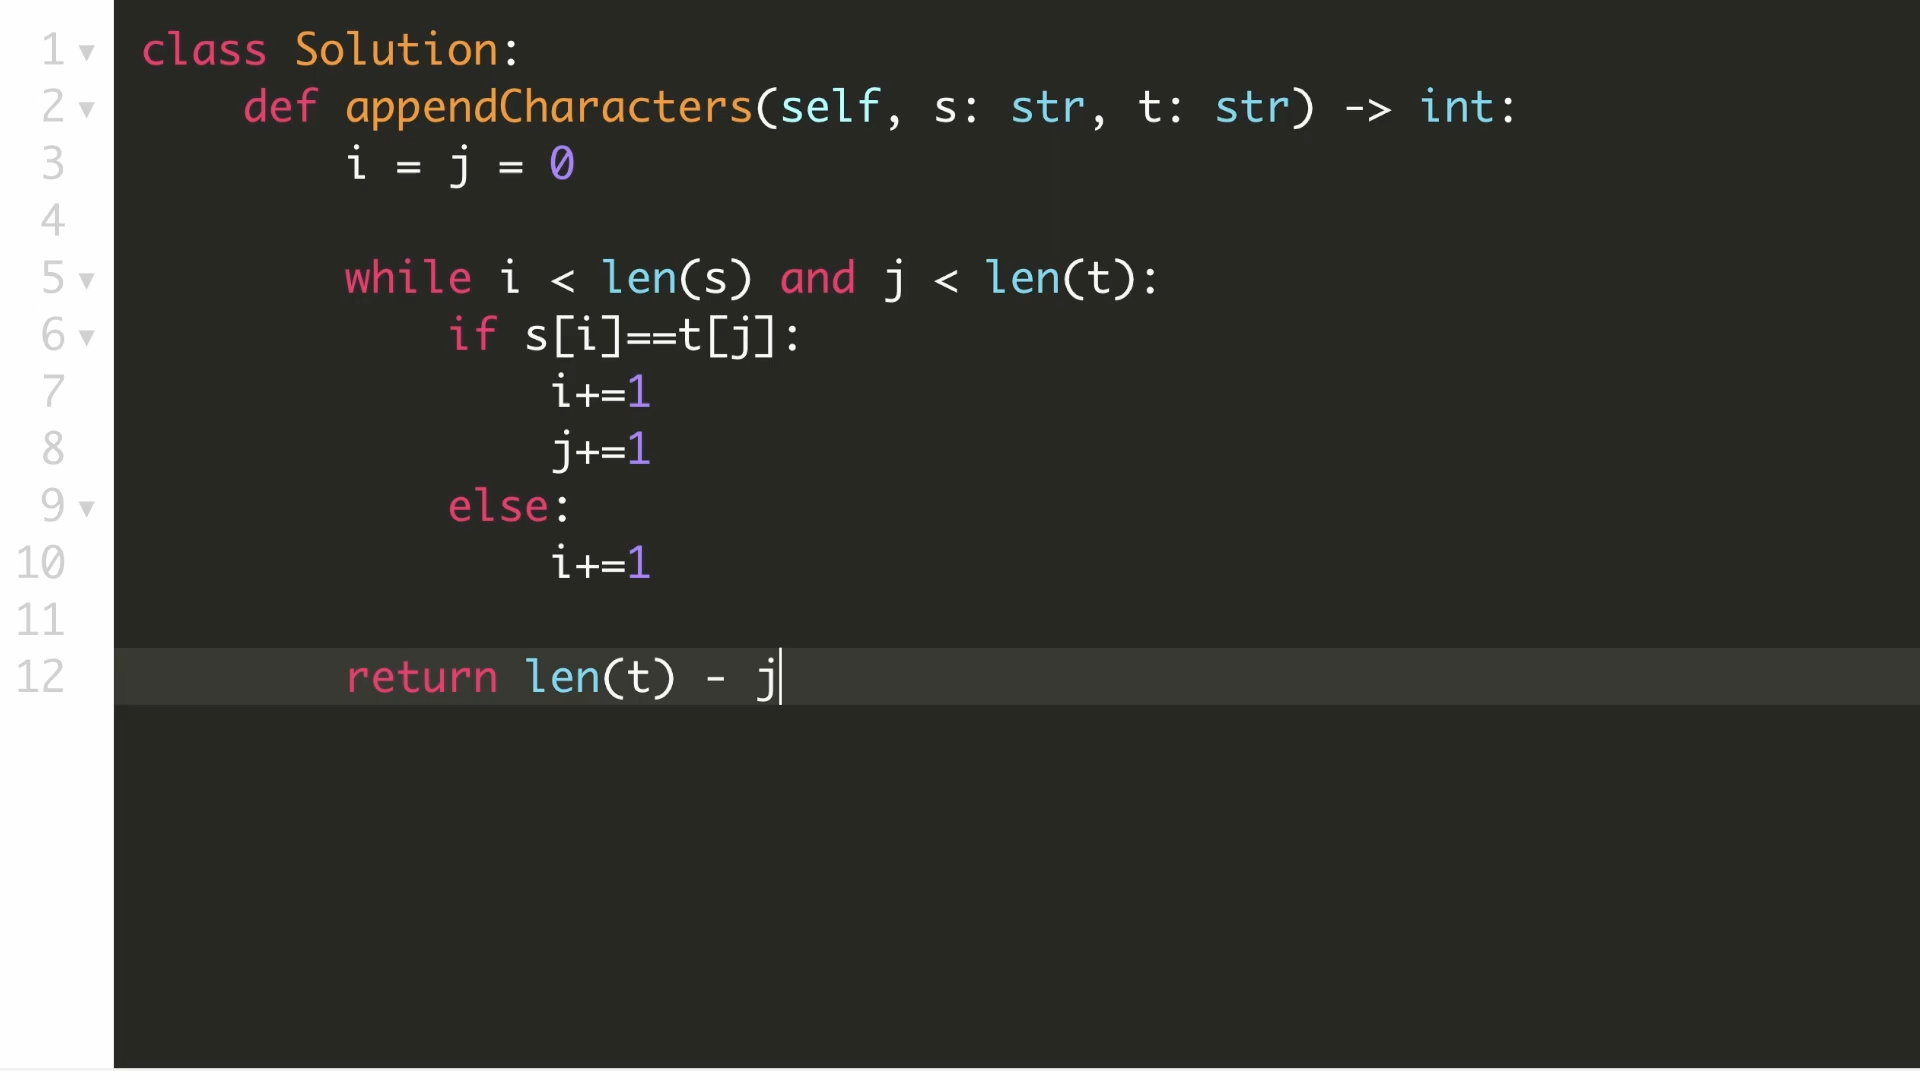 1 class Solution:
2     def appendCharacters(self, s: str, t: str) -> int:
3         i = j = 0
4
5         while i < len(s) and j < len(t):
6             if s[i]==t[j]:
7                 i+=1
8                 j+=1
9             else:
10                 i+=1
11
12         return len(t) - j